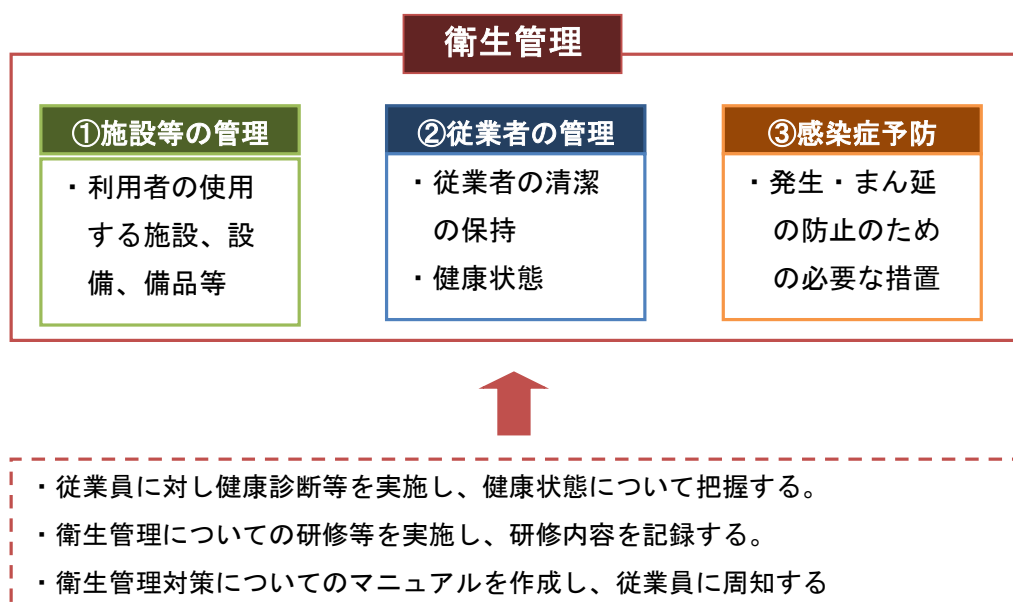 衛生管理
①施設等の管理
・利用者の使用
する施設、設
備、備品等
②従業者の管理
・従業者の清潔
の保持
・健康状態
③感染症予防
・発生・まん延
の防止のため
の必要な措置
・従業員に対し健康診断等を実施し、健康状態について把握する。
・衛生管理についての研修等を実施し、研修内容を記録する。
・衛生管理対策についてのマニュアルを作成し、従業員に周知する